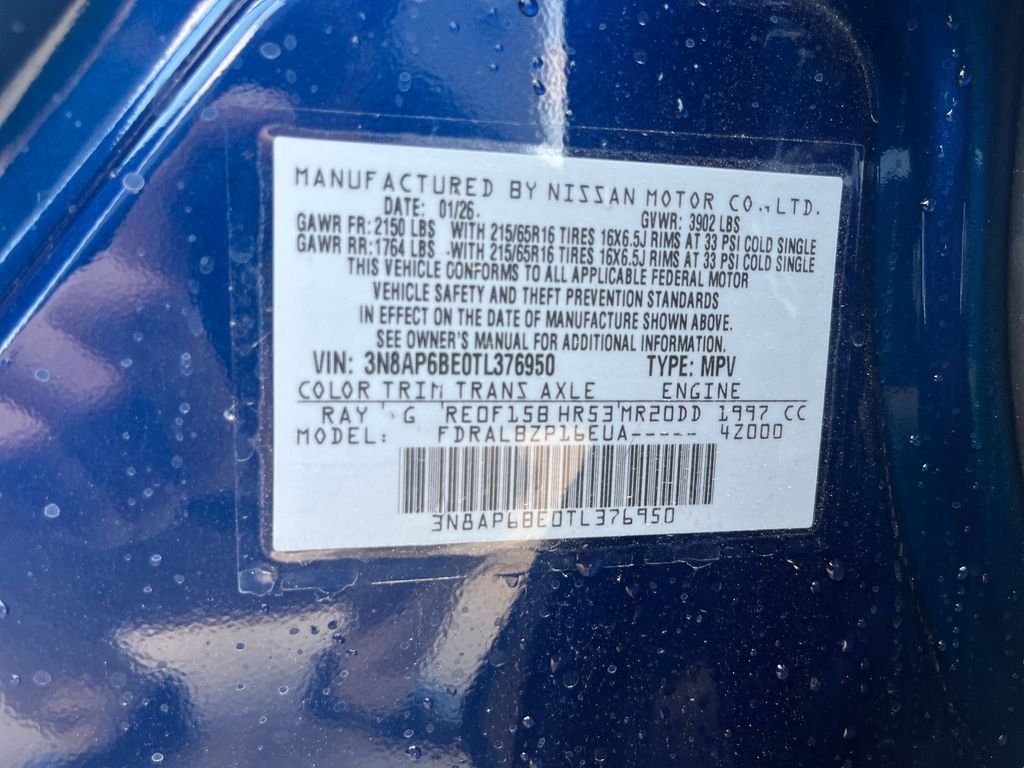 MANUFACTURED BY NISSAN MOTOR CO.,LTD.
DATE: 01/26. GVWR: 3902 LBS
GAWR FR: 2150 LBS WITH 215/65R16 TIRES 16X6.5J RIMS AT 33 PSI COLD SINGLE
GAWR RR: 1764 LBS WITH 215/65R16 TIRES 16X6.5J RIMS AT 33 PSI COLD SINGLE
THIS VEHICLE CONFORMS TO ALL APPLICABLE FEDERAL MOTOR
VEHICLE SAFETY AND THEFT PREVENTION STANDARDS
IN EFFECT ON THE DATE OF MANUFACTURE SHOWN ABOVE.
SEE OWNER'S MANUAL FOR ADDITIONAL INFORMATION.
VIN: 3N8AP6BE0TL376950 TYPE: MPV
COLOR TRIM TRANS AXLE ENGINE
RAY G RE0F15B HR53 MR20DD 1997 CC
MODEL: FDRALBZP16EUA----- 4Z000
3N8AP6BE0TL376950